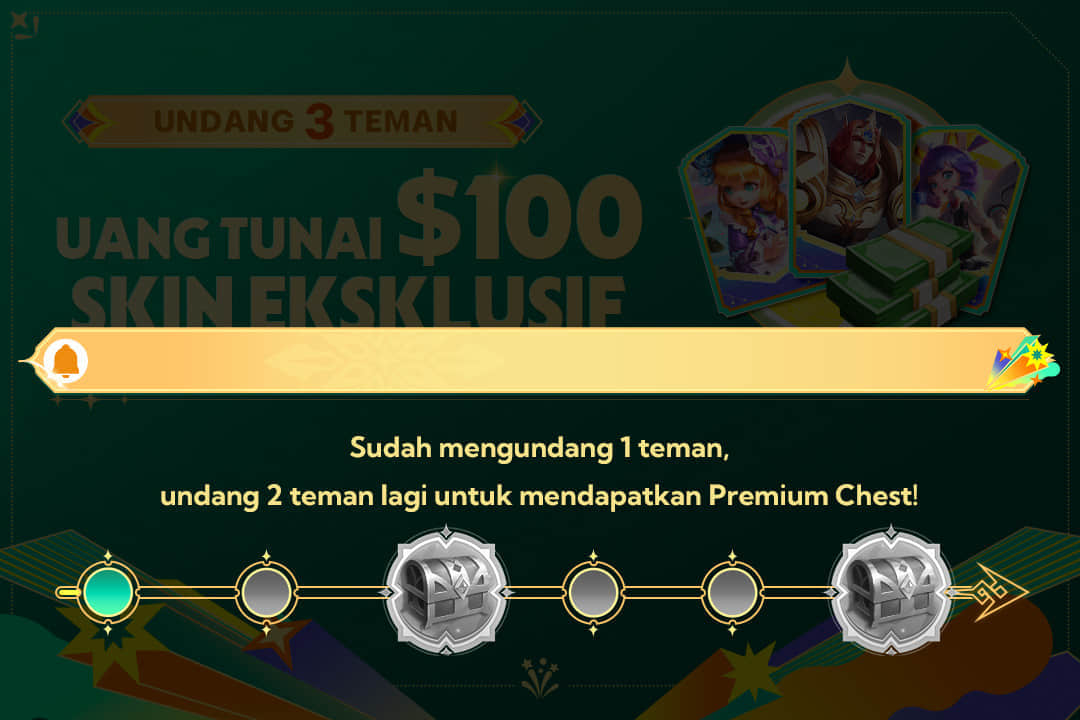 UNDANG 3 TEMAN
UANG TUNAI $100
SKIN EKSKLUSIF
Sudah mengundang 1 teman,
undang 2 teman lagi untuk mendapatkan Premium Chest!